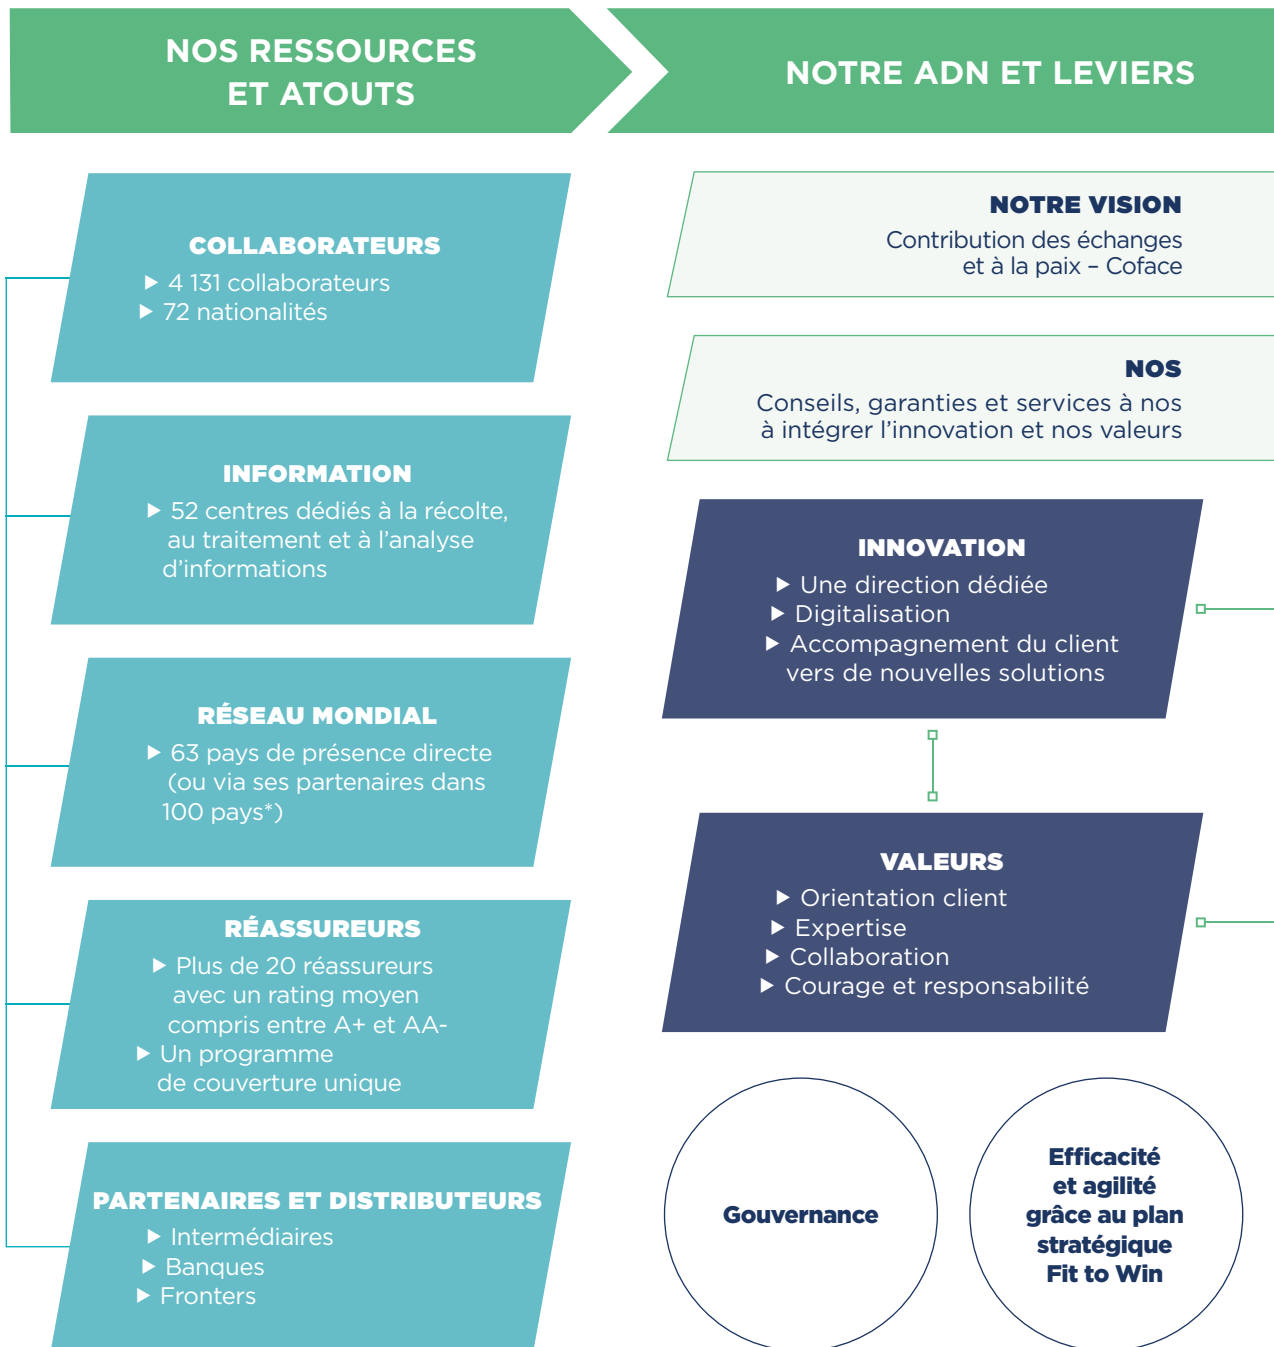 NOS RESSOURCES
ET ATOUTS
NOTRE ADN ET LEVIERS
COLLABORATEURS
▶ 4 131 collaborateurs
▶ 72 nationalités
INFORMATION
▶ 52 centres dédiés à la récolte,
au traitement et à l’analyse
d’informations
RÉSEAU MONDIAL
▶ 63 pays de présence directe
(ou via ses partenaires dans
100 pays*)
RÉASSUREURS
▶ Plus de 20 réassureurs
avec un rating moyen
compris entre A+ et AA-
▶ Un programme
de couverture unique
PARTENAIRES ET DISTRIBUTEURS
▶ Intermédiaires
▶ Banques
▶ Fronters
NOTRE VISION
Contribution des échanges
et à la paix – Coface
NOS
Conseils, garanties et services à nos
à intégrer l’innovation et nos valeurs
INNOVATION
▶ Une direction dédiée
▶ Digitalisation
▶ Accompagnement du client
vers de nouvelles solutions
VALEURS
▶ Orientation client
▶ Expertise
▶ Collaboration
▶ Courage et responsabilité
Gouvernance
Efficacité
et agilité
grâce au plan
stratégique
Fit to Win